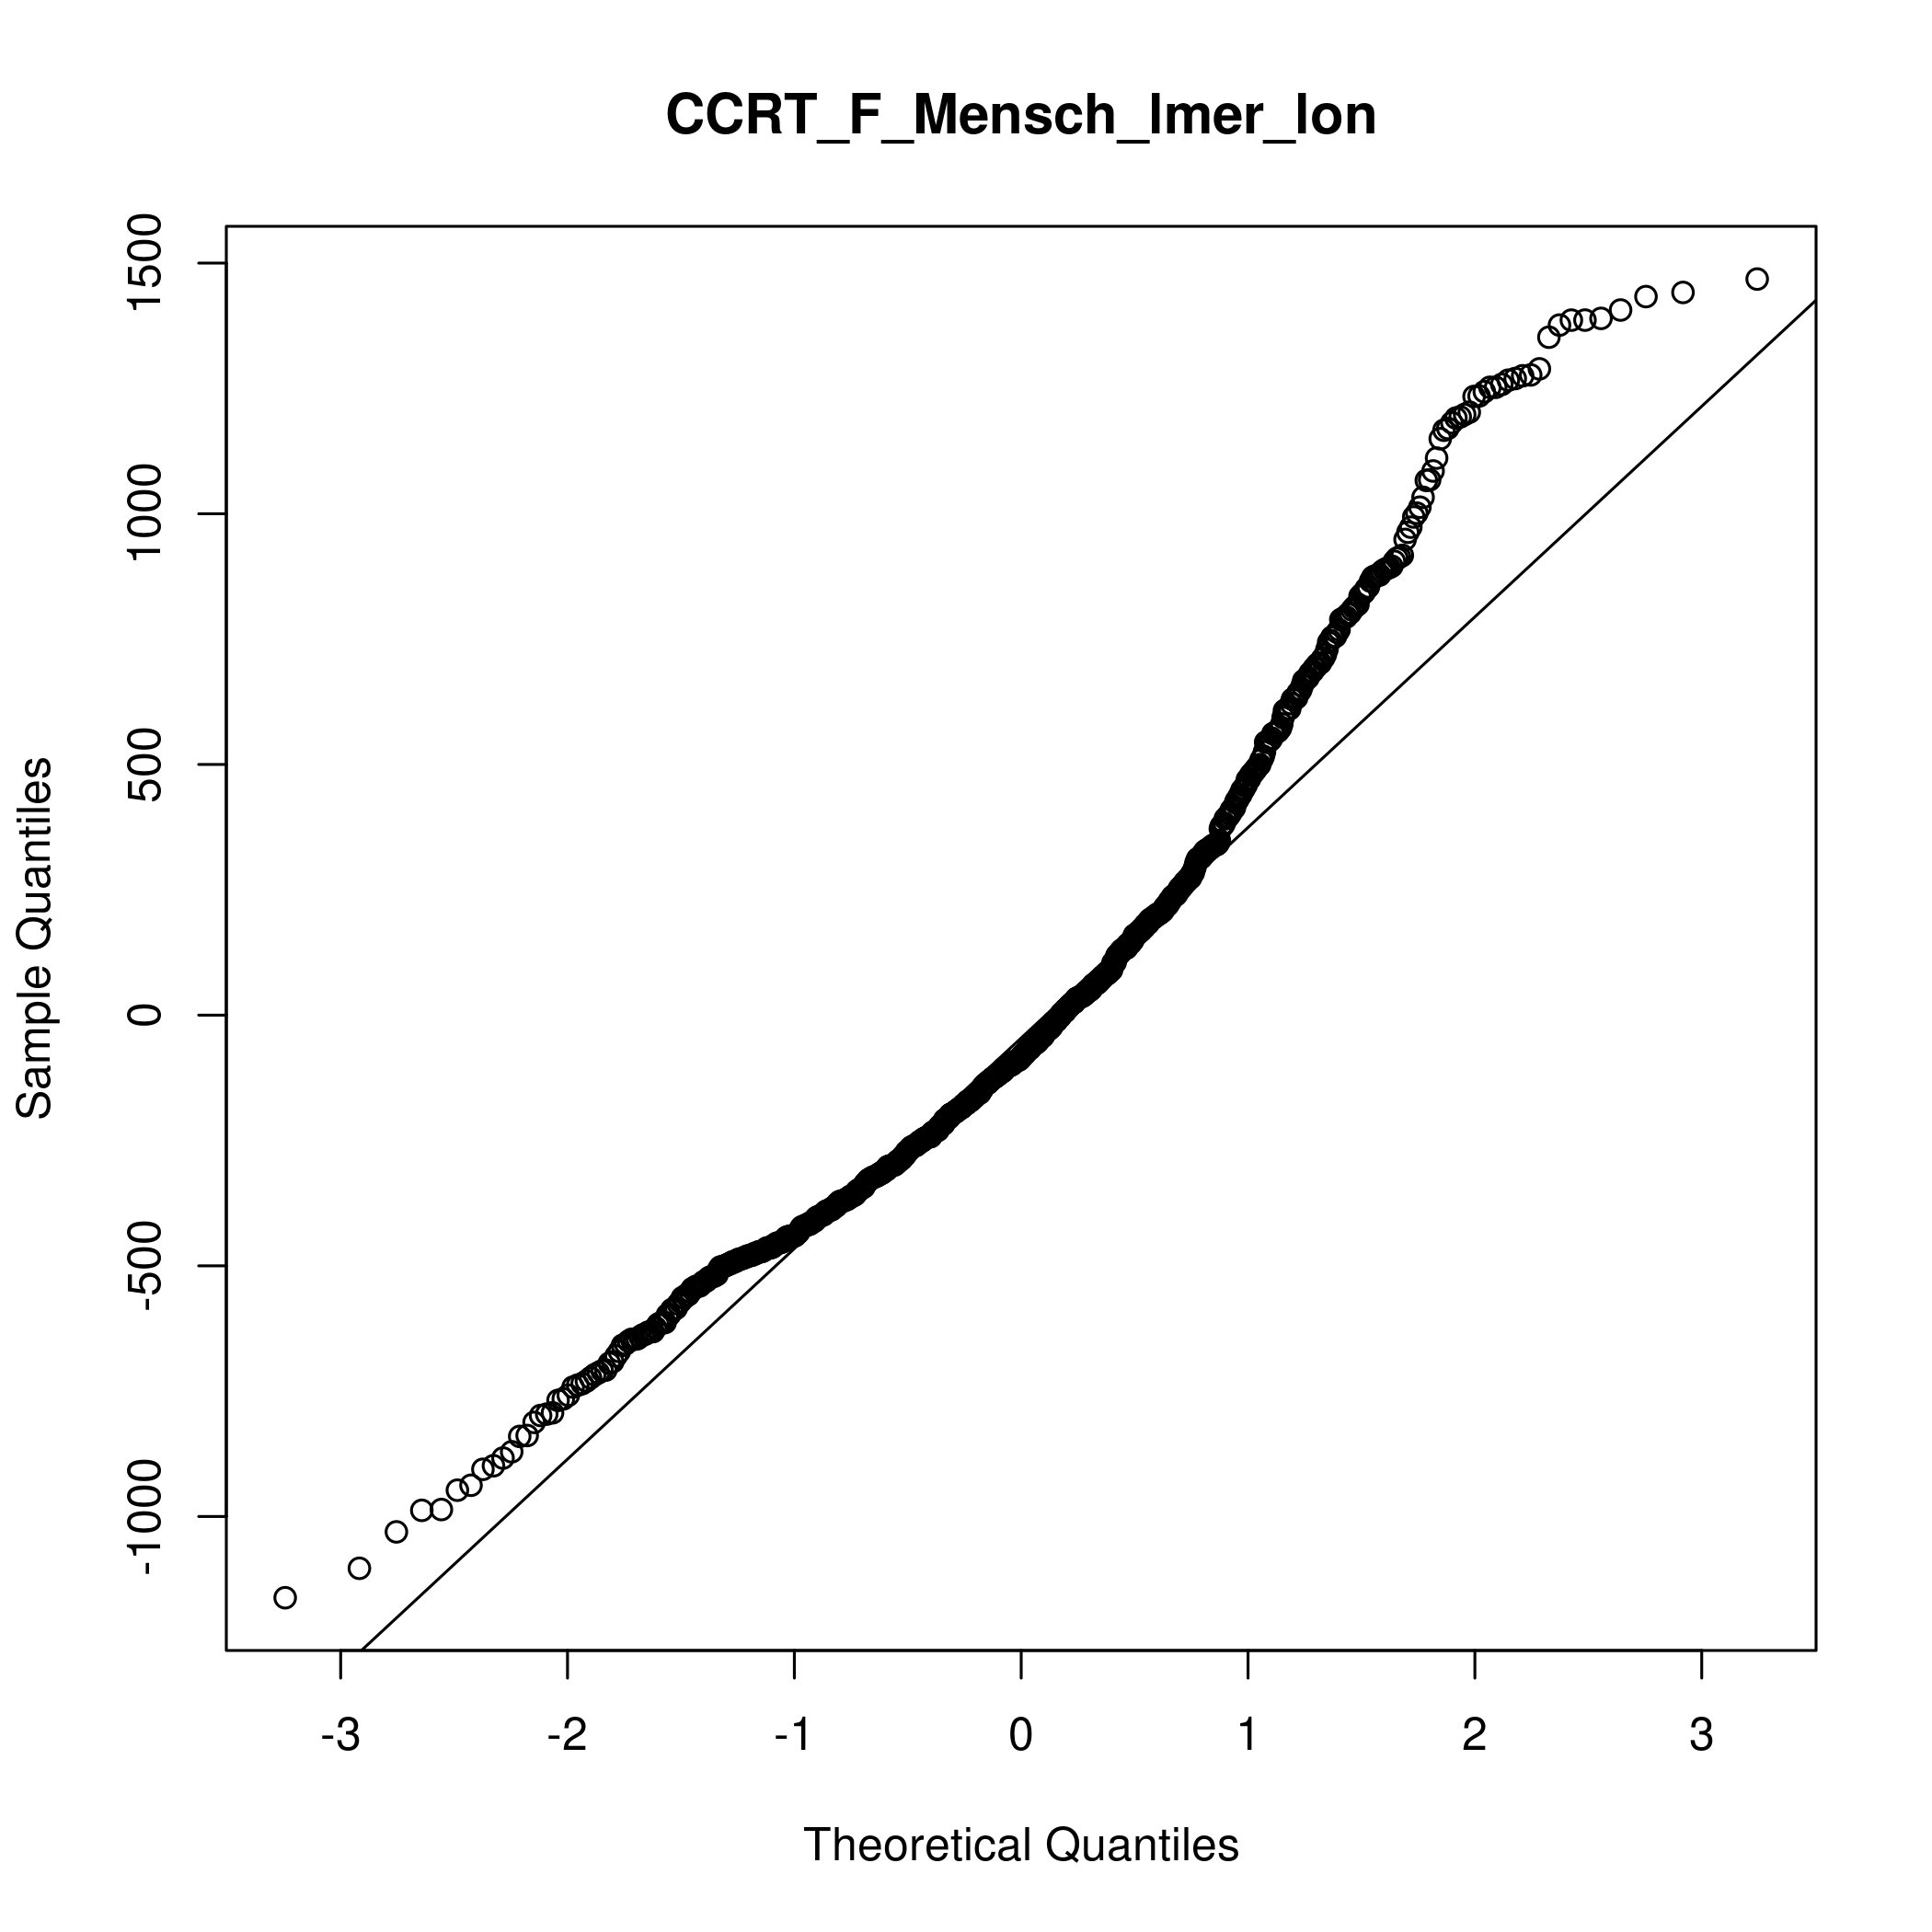 CCRT_F_Mensch_lmer_lon
1500
1000
500
0
-500
-1000
Sample Quantiles
-3 -2 -1 0 1 2 3
Theoretical Quantiles